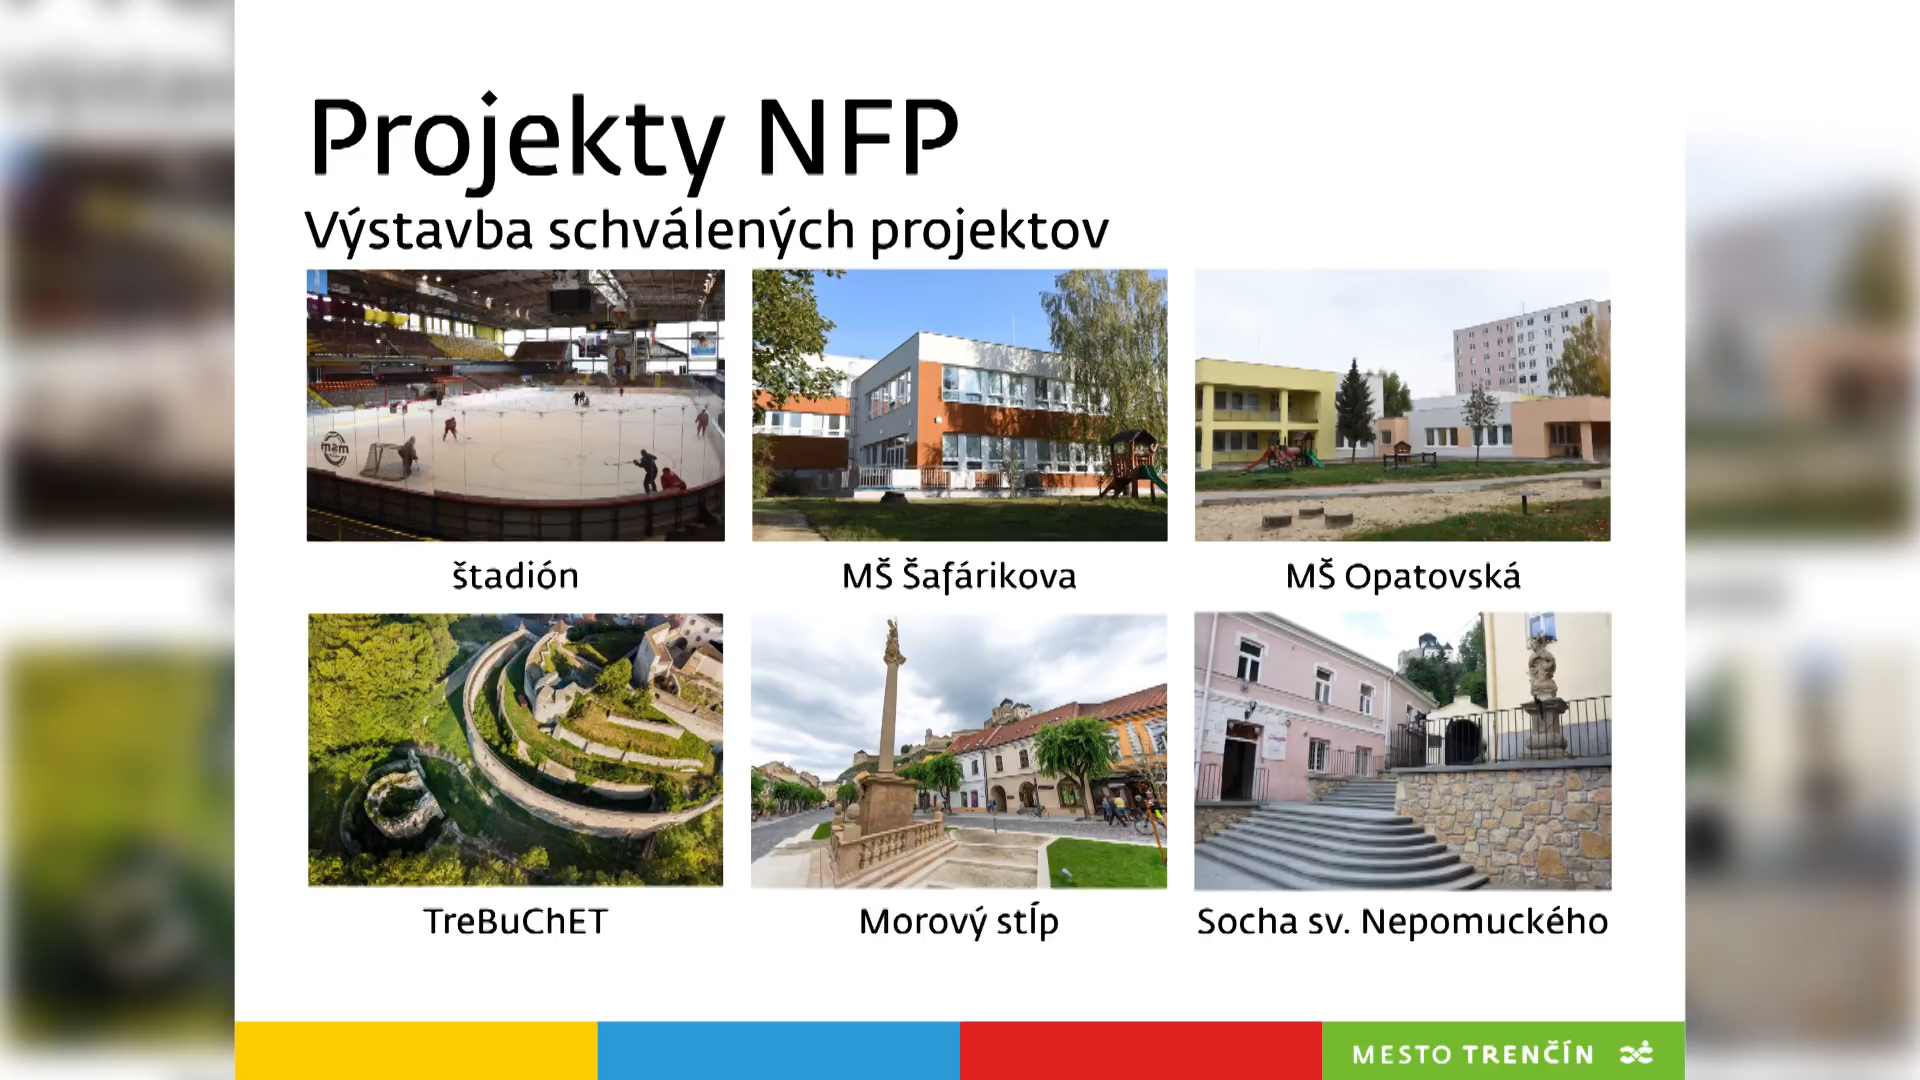 Projekty NFP
Výstavba schválených projektov
štadión
MŠ Šafárikova
MŠ Opatovská
TreBuChET
Morový stĺp
Socha sv. Nepomuckého
MESTO TRENČÍN